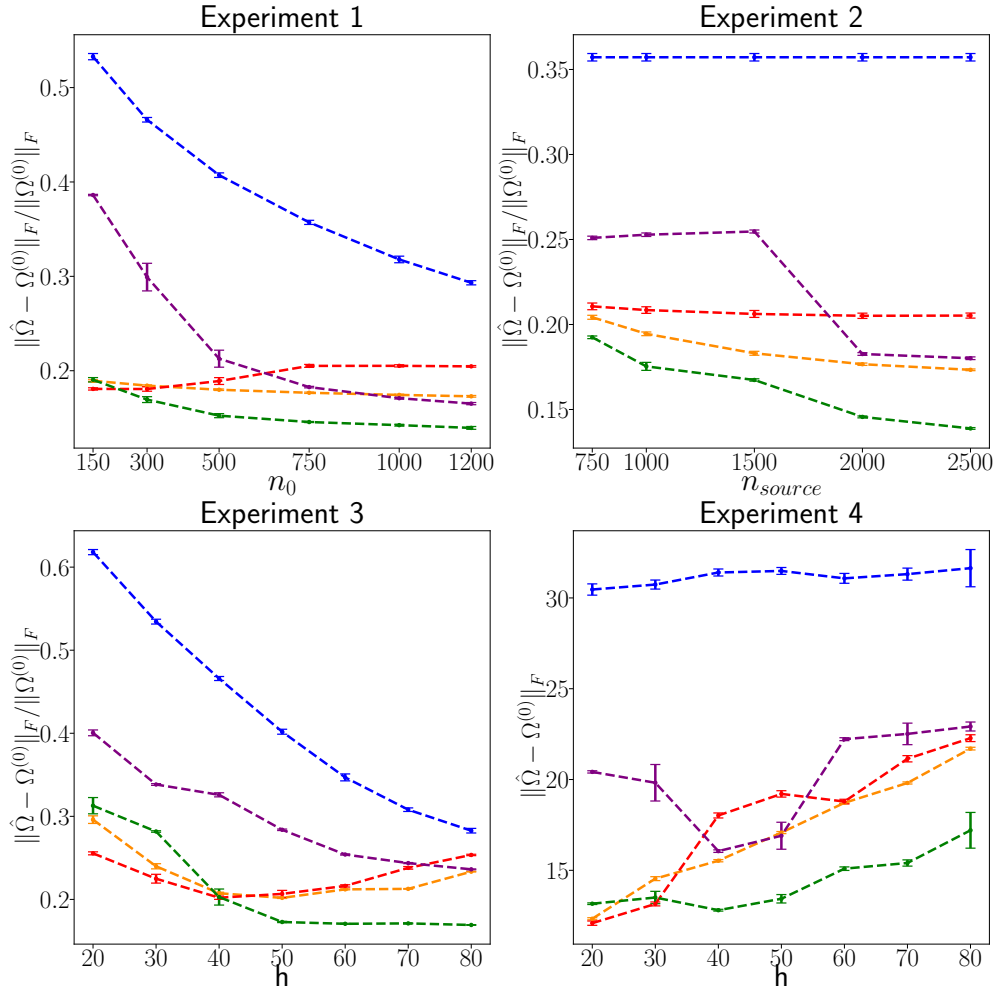 Experiment 1
Experiment 2
∥Ω̂ − Ω⁽⁰⁾∥_F/∥Ω⁽⁰⁾∥_F
0.5
0.4
0.3
0.2
150 300 500 750 1000 1200
n₀
∥Ω̂ − Ω⁽⁰⁾∥_F/∥Ω⁽⁰⁾∥_F
0.35
0.30
0.25
0.20
0.15
750 1000 1500 2000 2500
n_source
Experiment 3
Experiment 4
∥Ω̂ − Ω⁽⁰⁾∥_F/∥Ω⁽⁰⁾∥_F
0.6
0.5
0.4
0.3
0.2
20 30 40 50 60 70 80
h
∥Ω̂ − Ω⁽⁰⁾∥_F
30
25
20
15
20 30 40 50 60 70 80
h